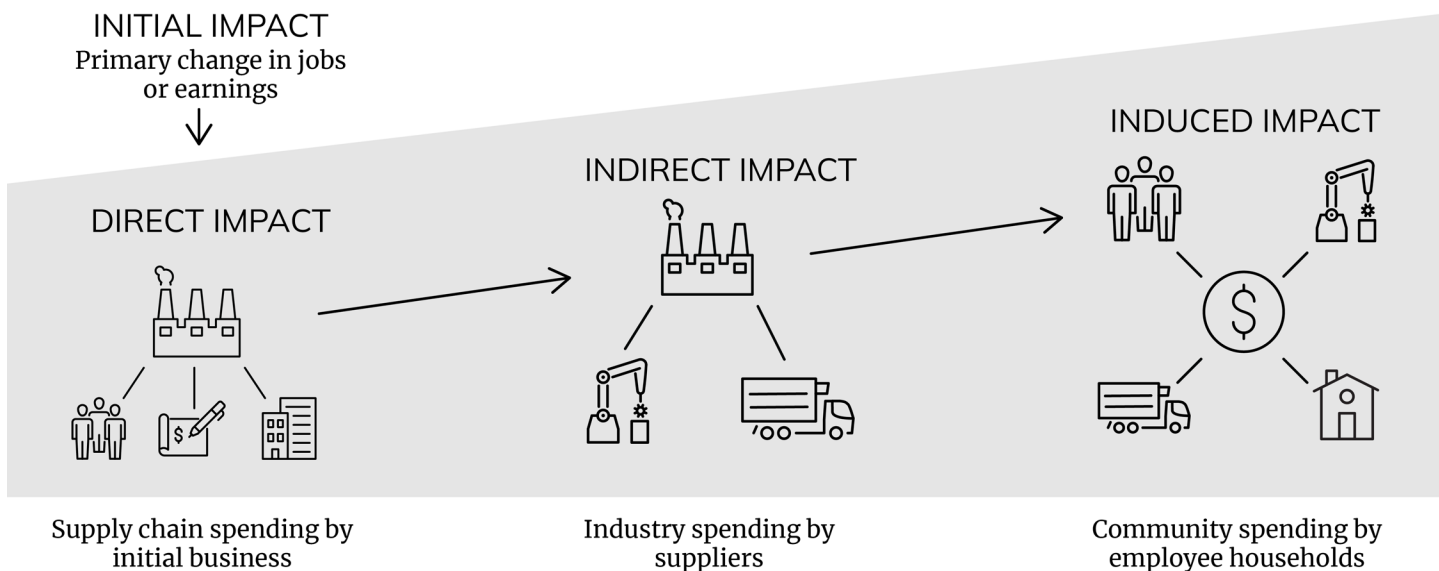 INITIAL IMPACT
Primary change in jobs
or earnings
DIRECT IMPACT
$
Supply chain spending by
initial business
INDIRECT IMPACT
Industry spending by
suppliers
INDUCED IMPACT
$
Community spending by
employee households